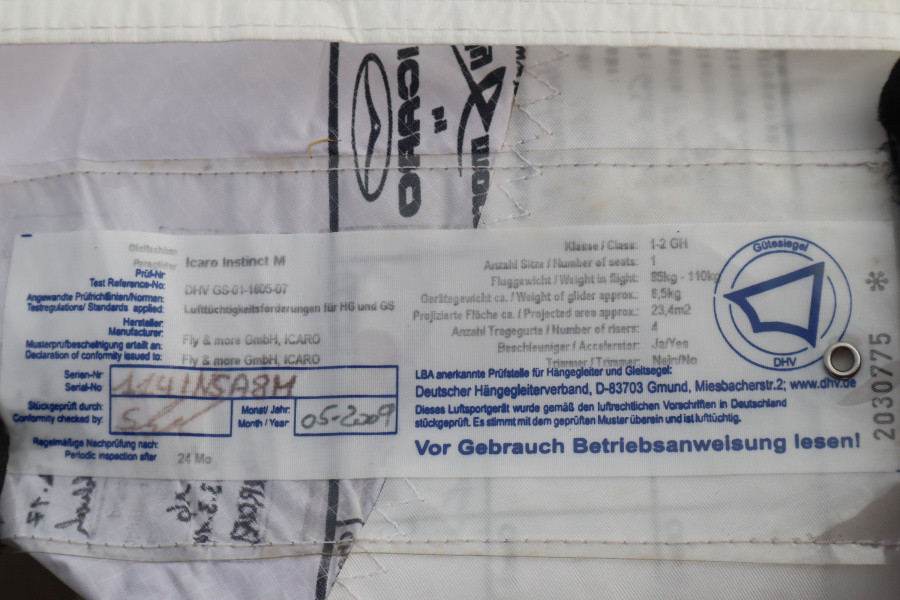 ICARO
Icaro Instinct M
Prüf-Nr
Test Reference-No: DHV GS-01-1605-07
Angewandte Prüfrichtlinien/Normen:
Testregulations/ Standards applied: Lufttüchtigkeitsforderungen für HG und GS
Hersteller:
Manufacturer: Fly & more GmbH, ICARO
Musterprüfbescheinigung erteilt an:
Declaration of conformity issued to: Fly & more GmbH, ICARO
Serien-Nr
Serial-No 114INSA8M
Stückgeprüft durch:
Conformity checked by:
Monat/ Jahr:
Month / Year 05-2009
Regelmäßige Nachprüfung nach:
Periodic inspection after 24 Mo
Klasse / Class: 1-2 GH
Anzahl Sitze / Number of seats: 1
Fluggewicht / Weight in flight: 85kg - 110kg
Gerätegewicht ca. / Weight of glider approx.: 6,5kg
Projizierte Fläche ca. / Projected area approx.: 23,4m2
Anzahl Tragegurte / Number of risers: 4
Beschleuniger / Accelerator: Ja/Yes
Trimmer / Trimmer: Nein/No
LBA anerkannte Prüfstelle für Hängegleiter und Gleitsegel:
Deutscher Hängegleiterverband, D-83703 Gmund, Miesbacherstr.2; www.dhv.de
Dieses Luftsportgerät wurde gemäß den luftrechtlichen Vorschriften in Deutschland
stückgeprüft. Es stimmt mit dem geprüften Muster überein und ist lufttüchtig.
Vor Gebrauch Betriebsanweisung lesen!
Gütesiegel
DHV
2030775 *